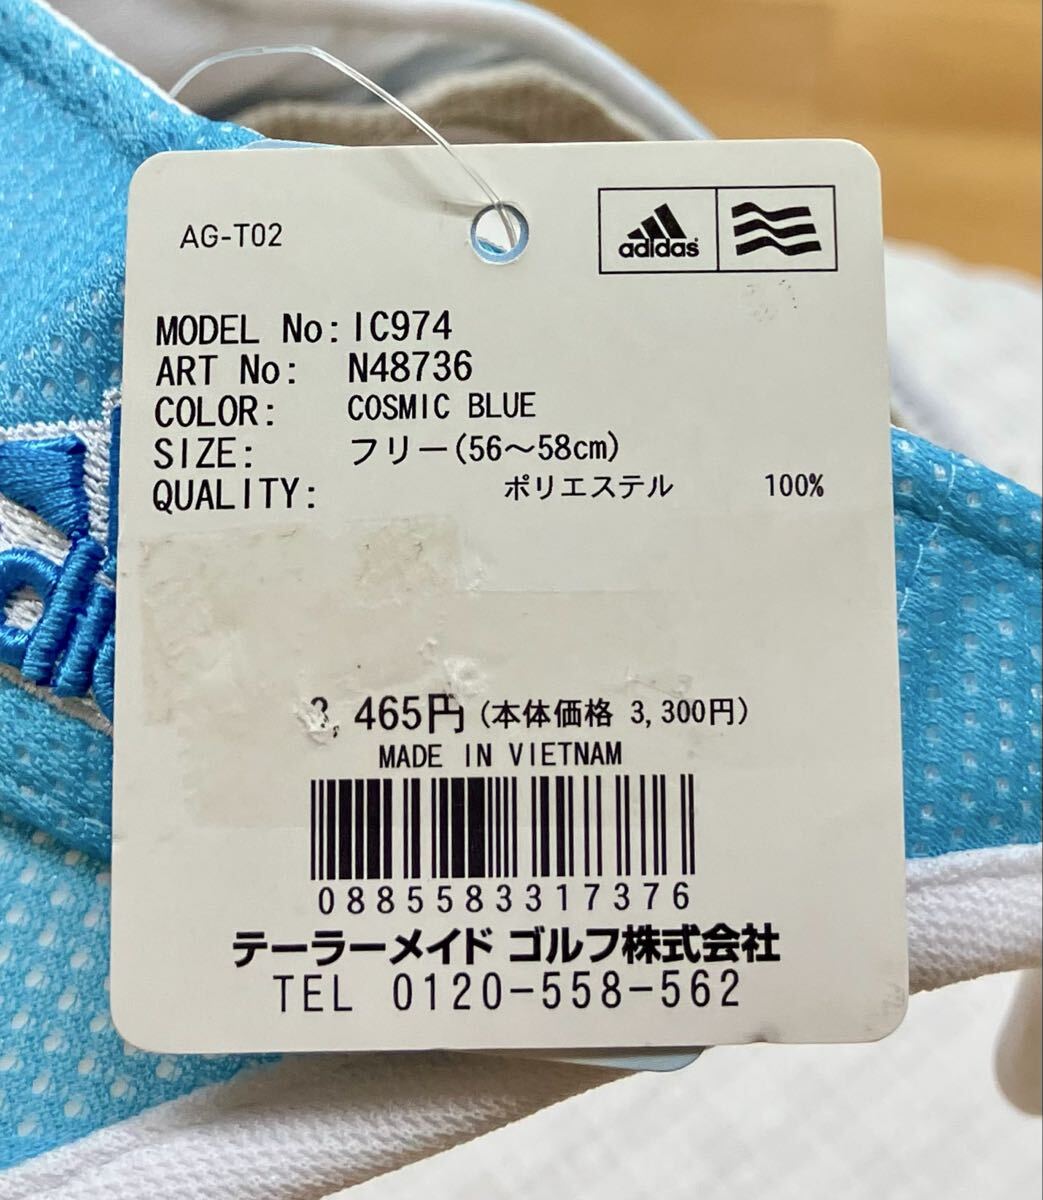 AG-T02
adidas
MODEL No: IC974
ART No: N48736
COLOR: COSMIC BLUE
SIZE: フリー(56～58cm)
QUALITY: ポリエステル 100%
3,465円(本体価格 3,300円)
MADE IN VIETNAM
0885583317376
テーラーメイド ゴルフ株式会社
TEL 0120-558-562